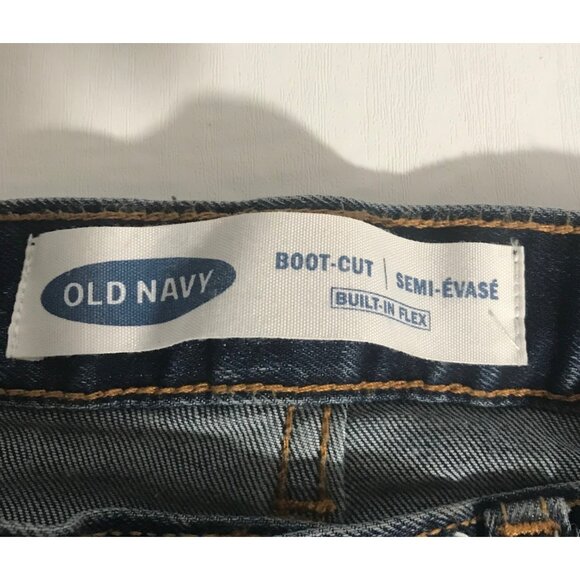 OLD NAVY
BOOT-CUT | SEMI-ÉVASÉ
BUILT-IN FLEX